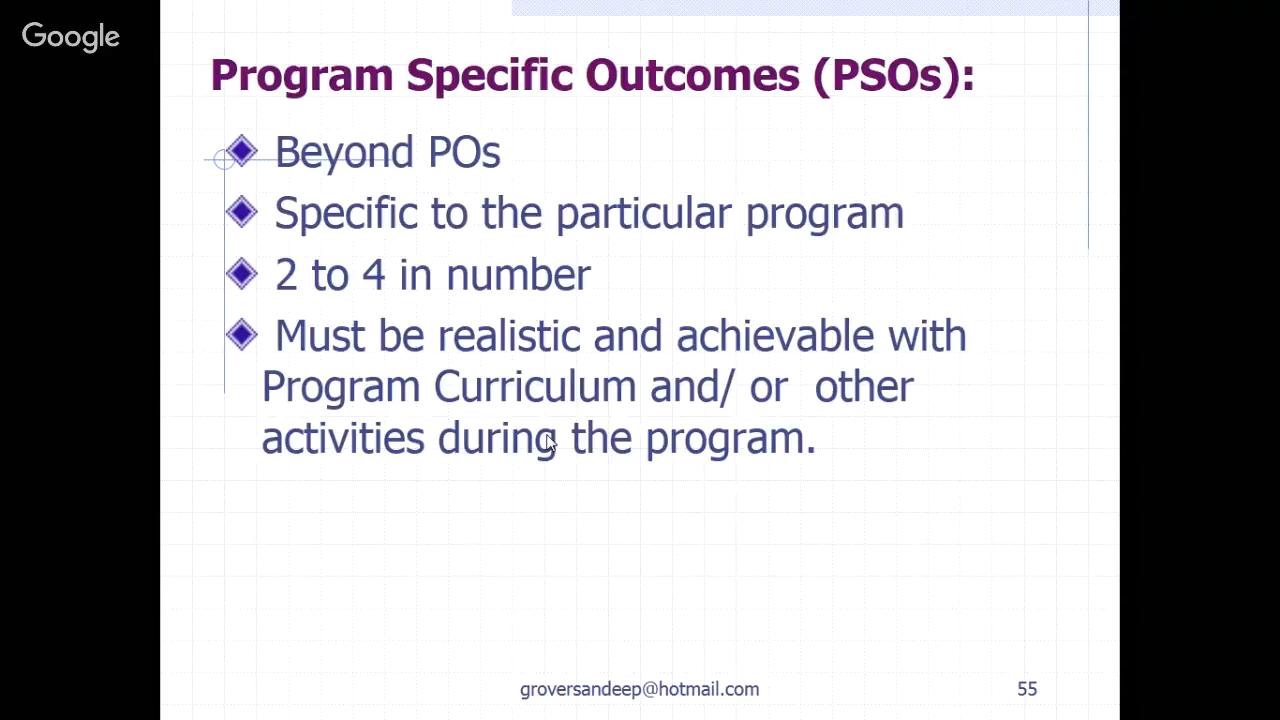 Google
Program Specific Outcomes (PSOs):
Beyond POs
Specific to the particular program
2 to 4 in number
Must be realistic and achievable with
Program Curriculum and/ or other
activities during the program.
groversandeep@hotmail.com
55